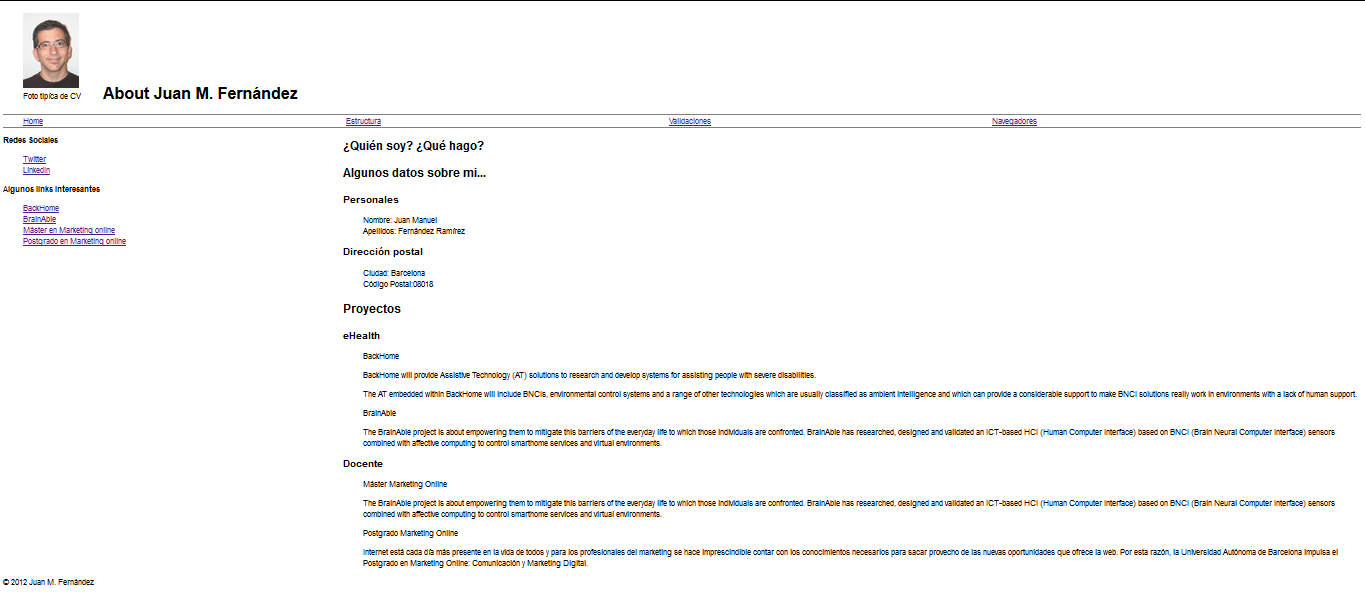 Foto típica de CV
About Juan M. Fernández
Home
Estructura
Validaciones
Navegadores
Redes Sociales
Twitter
LinkedIn
Algunos links interesantes
BackHome
BrainAble
Máster en Marketing online
Postgrado en Marketing online
¿Quién soy? ¿Qué hago?
Algunos datos sobre mi...
Personales
Nombre: Juan Manuel
Apellidos: Fernández Ramírez
Dirección postal
Ciudad: Barcelona
Código Postal:08018
Proyectos
eHealth
BackHome
BackHome will provide Assistive Technology (AT) solutions to research and develop systems for assisting people with severe disabilities.
The AT embedded within BackHome will include BNCIs, environmental control systems and a range of other technologies which are usually classified as ambient intelligence and which can provide a considerable support to make BNCI solutions really work in environments with a lack of human support.
BrainAble
The BrainAble project is about empowering them to mitigate this barriers of the everyday life to which those individuals are confronted. BrainAble has researched, designed and validated an ICT-based HCI (Human Computer Interface) based on BNCI (Brain Neural Computer Interface) sensors
combined with affective computing to control smarthome services and virtual environments.
Docente
Máster Marketing Online
The BrainAble project is about empowering them to mitigate this barriers of the everyday life to which those individuals are confronted. BrainAble has researched, designed and validated an ICT-based HCI (Human Computer Interface) based on BNCI (Brain Neural Computer Interface) sensors
combined with affective computing to control smarthome services and virtual environments.
Postgrado Marketing Online
Internet está cada día más presente en la vida de todos y para los profesionales del marketing se hace imprescindible contar con los conocimientos necesarios para sacar provecho de las nuevas oportunidades que ofrece la web. Por esta razón, la Universidad Autónoma de Barcelona impulsa el
Postgrado en Marketing Online: Comunicación y Marketing Digital.
© 2012 Juan M. Fernández